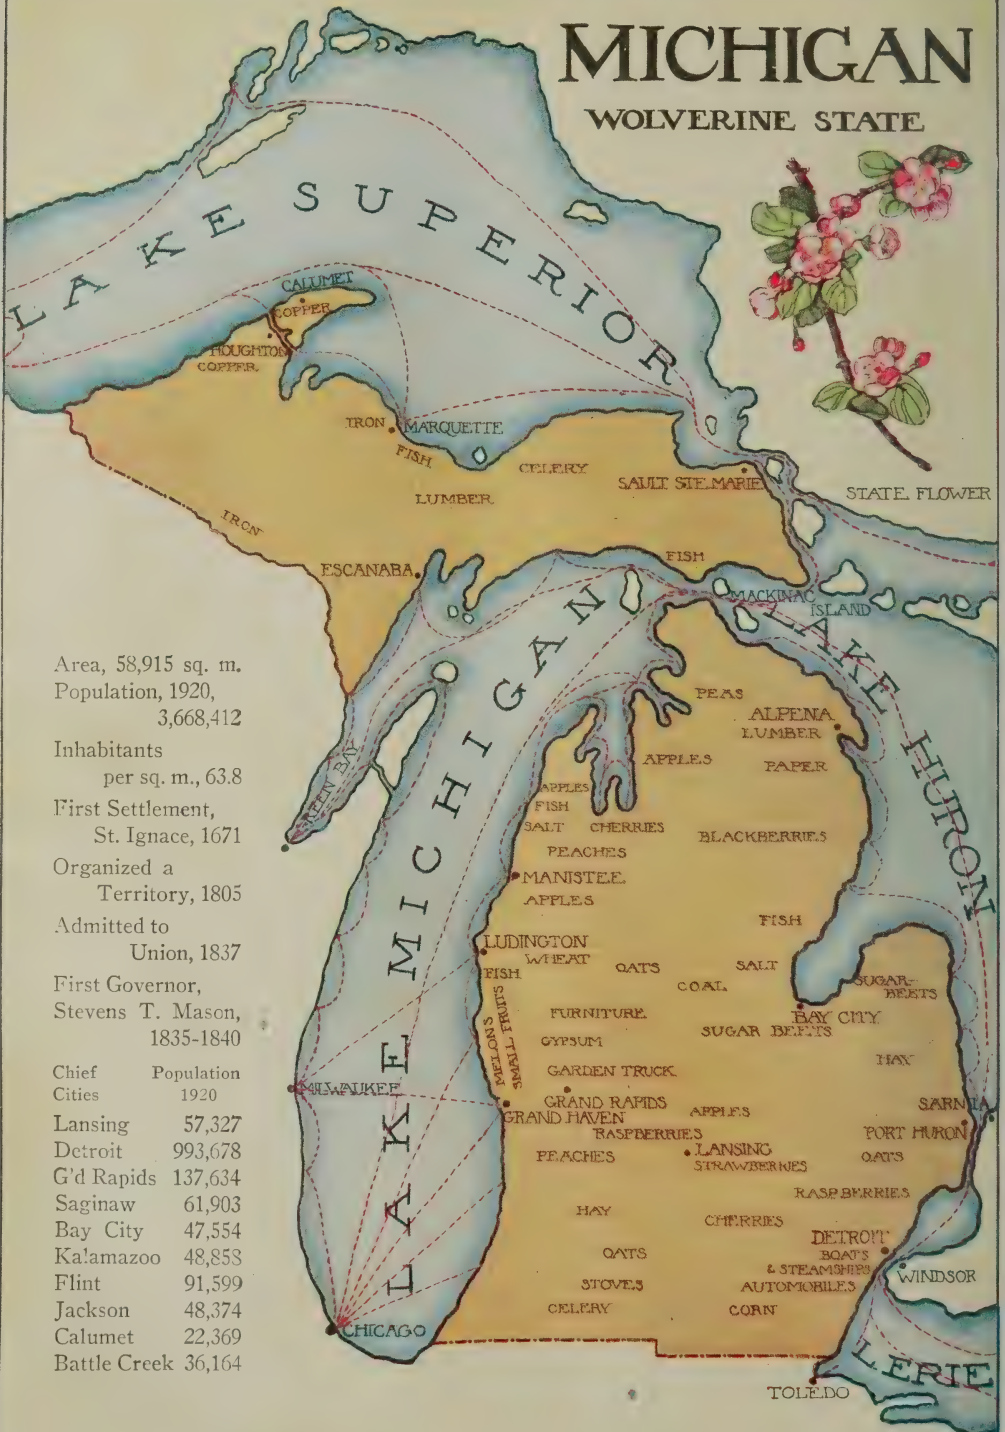 MICHIGAN
WOLVERINE STATE
LAKE SUPERIOR
CALUMET
COPPER
HOUGHTON
COPPER
IRON
MARQUETTE
FISH
CELERY
SAULT STE. MARIE
LUMBER
STATE FLOWER
IRON
FISH
ESCANABA
MACKINAC
ISLAND
LAKE HURON
LAKE MICHIGAN
GREEN BAY
PEAS
ALPENA
LUMBER
APPLES
PAPER
APPLES
FISH
SALT
CHERRIES
BLACKBERRIES
PEACHES
MANISTEE
APPLES
FISH
LUDINGTON
WHEAT
OATS
SALT
FISH
COAL
SUGAR-
BEETS
MELONS
SMALL FRUITS
FURNITURE
BAY CITY
SUGAR BEETS
GYPSUM
HAY
GARDEN TRUCK
MILWAUKEE
GRAND RAPIDS
GRAND HAVEN
APPLES
SARNIA
RASPBERRIES
PORT HURON
PEACHES
LANSING
STRAWBERRIES
OATS
RASPBERRIES
HAY
CHERRIES
DETROIT
BOATS
& STEAMSHIPS
OATS
WINDSOR
STOVES
AUTOMOBILES
CELERY
CORN
CHICAGO
L. ERIE
TOLEDO
Area, 58,915 sq. m.
Population, 1920,
3,668,412
Inhabitants
per sq. m., 63.8
First Settlement,
St. Ignace, 1671
Organized a
Territory, 1805
Admitted to
Union, 1837
First Governor,
Stevens T. Mason,
1835-1840
Chief Population
Cities 1920
Lansing 57,327
Detroit 993,678
G'd Rapids 137,634
Saginaw 61,903
Bay City 47,554
Kalamazoo 48,858
Flint 91,599
Jackson 48,374
Calumet 22,369
Battle Creek 36,164